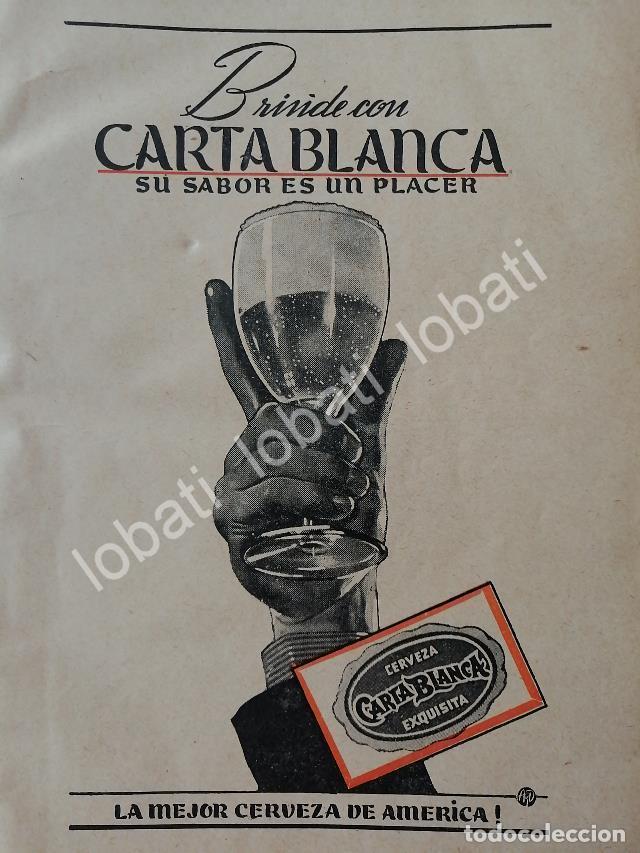 Brinde con
CARTA BLANCA
SU SABOR ES UN PLACER
lobati lobati lobati
CERVEZA
CARTA BLANCA
EXQUISITA
LA MEJOR CERVEZA DE AMERICA!
todocoleccion